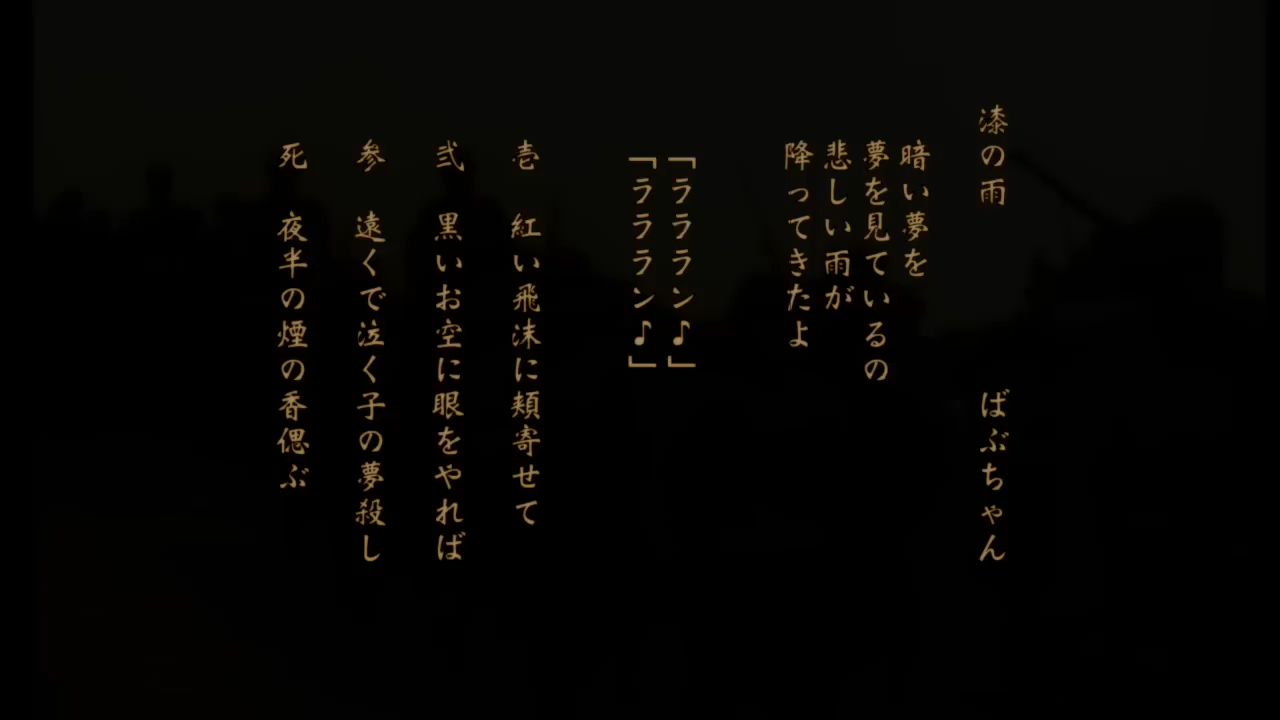 漆の雨 ばぶちゃん
暗い夢を
夢を見ているの
悲しい雨が
降ってきたよ
「ラララン♪」
「ラララン♪」
壱 紅い飛沫に頬寄せて
弐 黒いお空に眼をやれば
参 遠くで泣く子の夢殺し
死 夜半の煙の香偲ぶ